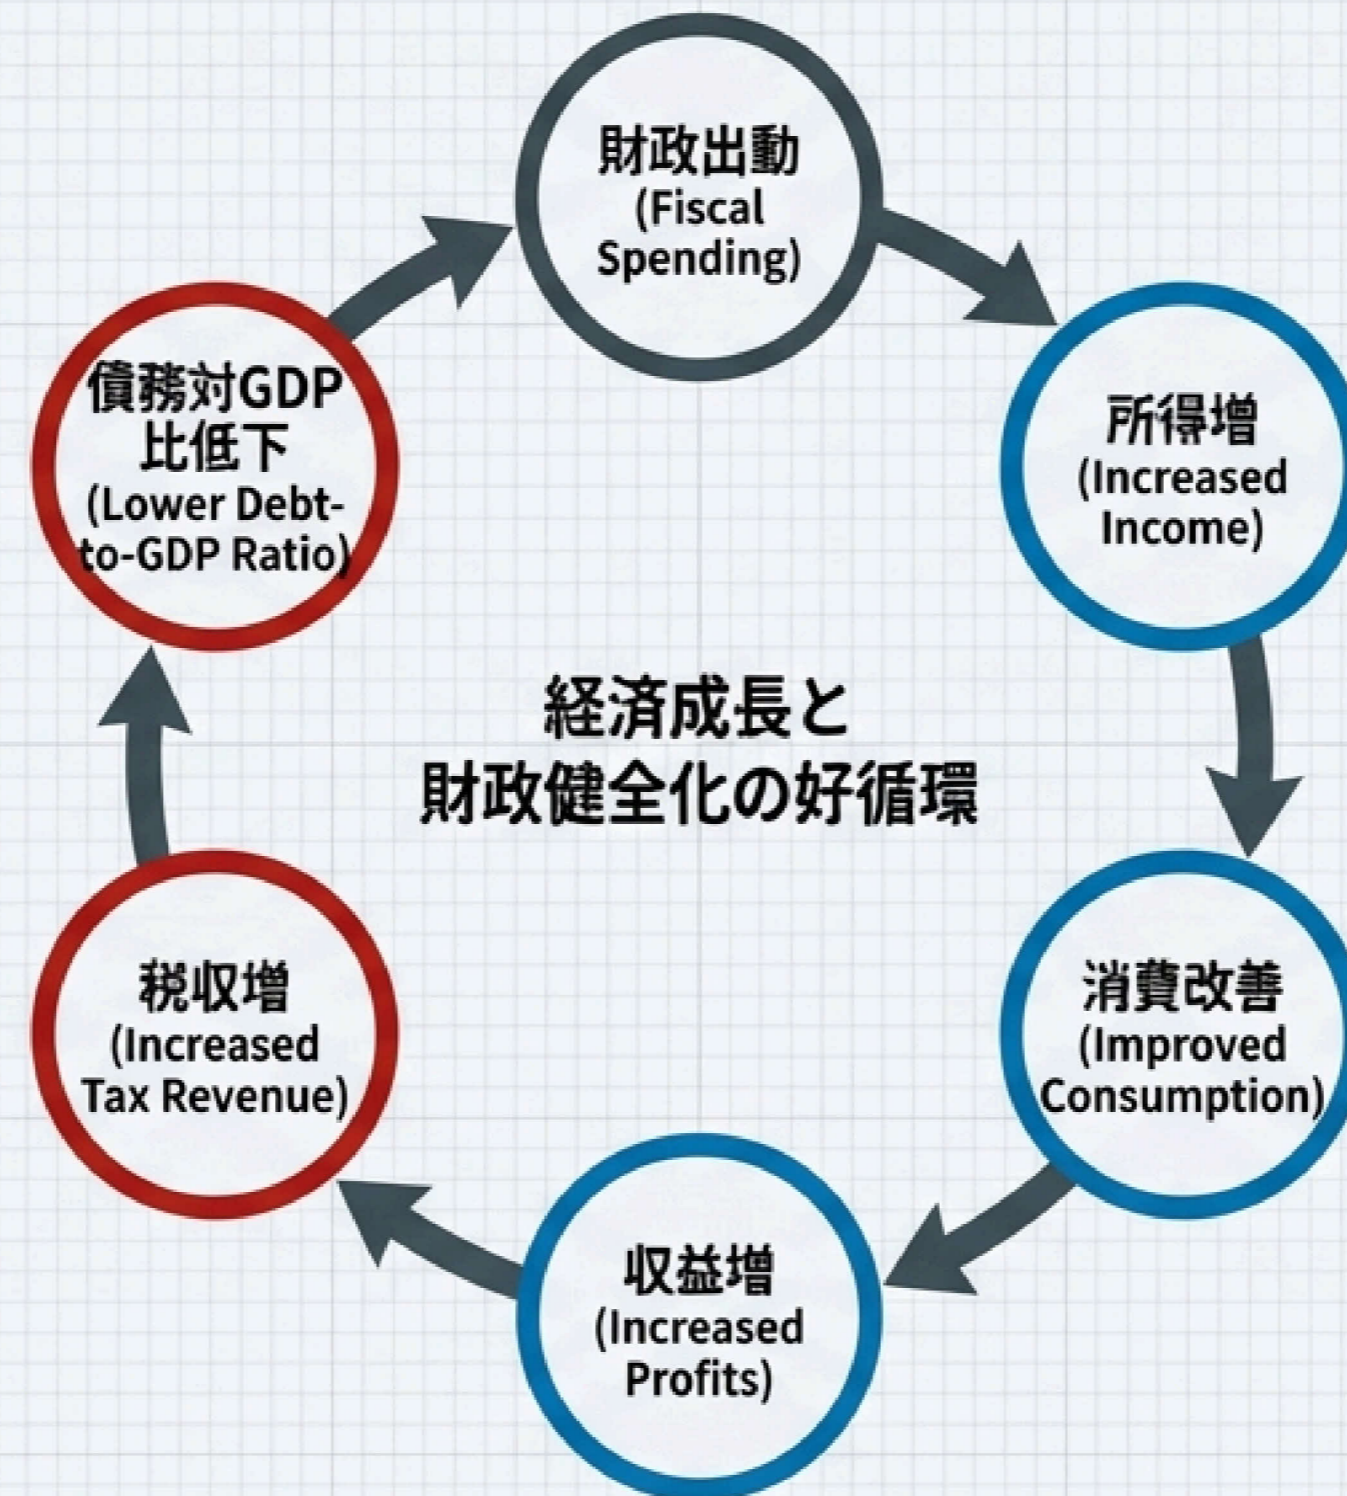 財政出動
(Fiscal
Spending)
所得増
(Increased
Income)
消費改善
(Improved
Consumption)
収益増
(Increased
Profits)
税収増
(Increased
Tax Revenue)
債務対GDP
比低下
(Lower Debt-
to-GDP Ratio)
経済成長と
財政健全化の好循環